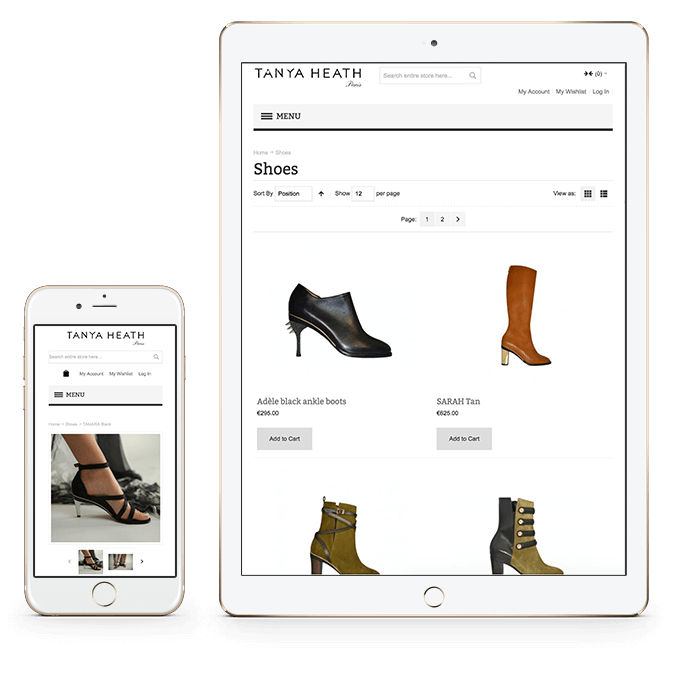 TANYA HEATH
Paris
Search entire store here...
(0)
My Account My Wishlist Log In
MENU
Home Shoes
Shoes
Sort By Position Show 12 per page View as:
Page: 1 2
Adèle black ankle boots SARAH Tan
€295.00 €625.00
Add to Cart Add to Cart
TANYA HEATH
Paris
Search entire store here...
My Account My Wishlist Log In
MENU
Home Shoes TAMARA Black